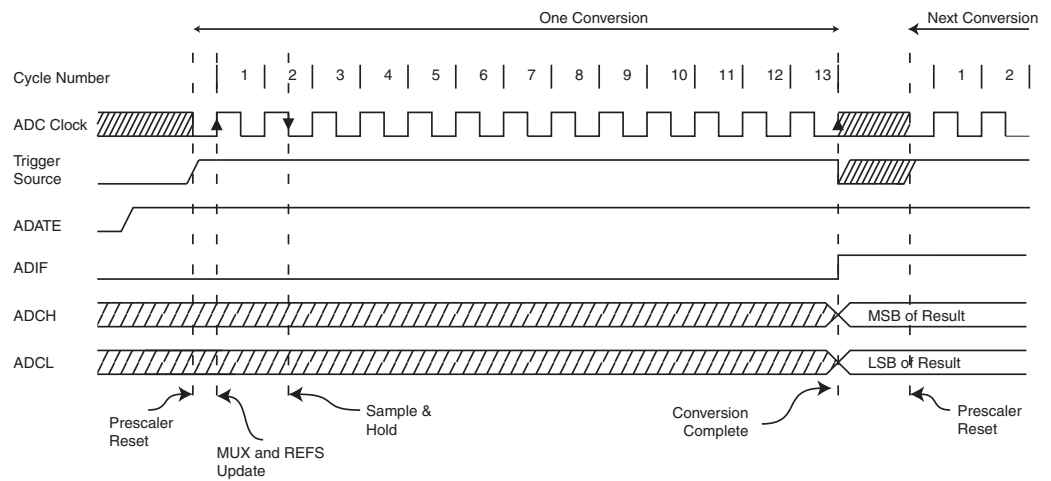 One Conversion
Next Conversion
Cycle Number
1 2 3 4 5 6 7 8 9 10 11 12 13 1 2
ADC Clock
Trigger
Source
ADATE
ADIF
ADCH
MSB of Result
ADCL
LSB of Result
Prescaler
Reset
MUX and REFS
Update
Sample &
Hold
Conversion
Complete
Prescaler
Reset